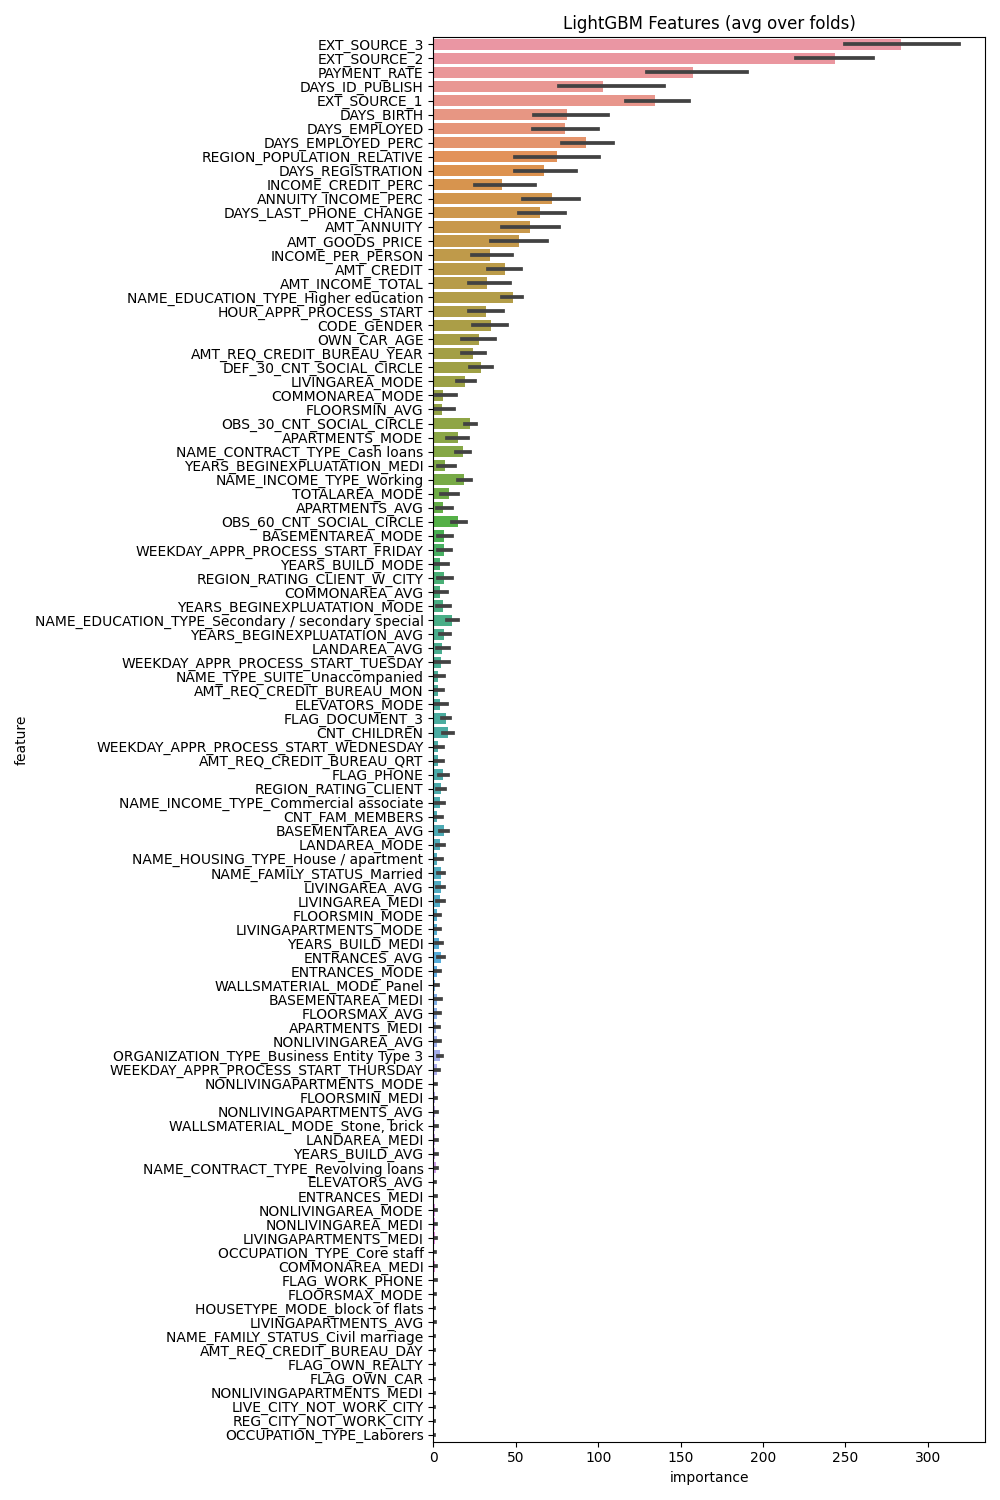 LightGBM Features (avg over folds)
EXT_SOURCE_3
EXT_SOURCE_2
PAYMENT_RATE
DAYS_ID_PUBLISH
EXT_SOURCE_1
DAYS_BIRTH
DAYS_EMPLOYED
DAYS_EMPLOYED_PERC
REGION_POPULATION_RELATIVE
DAYS_REGISTRATION
INCOME_CREDIT_PERC
ANNUITY_INCOME_PERC
DAYS_LAST_PHONE_CHANGE
AMT_ANNUITY
AMT_GOODS_PRICE
INCOME_PER_PERSON
AMT_CREDIT
AMT_INCOME_TOTAL
NAME_EDUCATION_TYPE_Higher education
HOUR_APPR_PROCESS_START
CODE_GENDER
OWN_CAR_AGE
AMT_REQ_CREDIT_BUREAU_YEAR
DEF_30_CNT_SOCIAL_CIRCLE
LIVINGAREA_MODE
COMMONAREA_MODE
FLOORSMIN_AVG
OBS_30_CNT_SOCIAL_CIRCLE
APARTMENTS_MODE
NAME_CONTRACT_TYPE_Cash loans
YEARS_BEGINEXPLUATATION_MEDI
NAME_INCOME_TYPE_Working
TOTALAREA_MODE
APARTMENTS_AVG
OBS_60_CNT_SOCIAL_CIRCLE
BASEMENTAREA_MODE
WEEKDAY_APPR_PROCESS_START_FRIDAY
YEARS_BUILD_MODE
REGION_RATING_CLIENT_W_CITY
COMMONAREA_AVG
YEARS_BEGINEXPLUATATION_MODE
NAME_EDUCATION_TYPE_Secondary / secondary special
YEARS_BEGINEXPLUATATION_AVG
LANDAREA_AVG
WEEKDAY_APPR_PROCESS_START_TUESDAY
NAME_TYPE_SUITE_Unaccompanied
AMT_REQ_CREDIT_BUREAU_MON
ELEVATORS_MODE
FLAG_DOCUMENT_3
CNT_CHILDREN
WEEKDAY_APPR_PROCESS_START_WEDNESDAY
AMT_REQ_CREDIT_BUREAU_QRT
FLAG_PHONE
REGION_RATING_CLIENT
NAME_INCOME_TYPE_Commercial associate
CNT_FAM_MEMBERS
BASEMENTAREA_AVG
LANDAREA_MODE
NAME_HOUSING_TYPE_House / apartment
NAME_FAMILY_STATUS_Married
LIVINGAREA_AVG
LIVINGAREA_MEDI
FLOORSMIN_MODE
LIVINGAPARTMENTS_MODE
YEARS_BUILD_MEDI
ENTRANCES_AVG
ENTRANCES_MODE
WALLSMATERIAL_MODE_Panel
BASEMENTAREA_MEDI
FLOORSMAX_AVG
APARTMENTS_MEDI
NONLIVINGAREA_AVG
ORGANIZATION_TYPE_Business Entity Type 3
WEEKDAY_APPR_PROCESS_START_THURSDAY
NONLIVINGAPARTMENTS_MODE
FLOORSMIN_MEDI
NONLIVINGAPARTMENTS_AVG
WALLSMATERIAL_MODE_Stone, brick
LANDAREA_MEDI
YEARS_BUILD_AVG
NAME_CONTRACT_TYPE_Revolving loans
ELEVATORS_AVG
ENTRANCES_MEDI
NONLIVINGAREA_MODE
NONLIVINGAREA_MEDI
LIVINGAPARTMENTS_MEDI
OCCUPATION_TYPE_Core staff
COMMONAREA_MEDI
FLAG_WORK_PHONE
FLOORSMAX_MODE
HOUSETYPE_MODE_block of flats
LIVINGAPARTMENTS_AVG
NAME_FAMILY_STATUS_Civil marriage
AMT_REQ_CREDIT_BUREAU_DAY
FLAG_OWN_REALTY
FLAG_OWN_CAR
NONLIVINGAPARTMENTS_MEDI
LIVE_CITY_NOT_WORK_CITY
REG_CITY_NOT_WORK_CITY
OCCUPATION_TYPE_Laborers
feature
0 50 100 150 200 250 300
importance